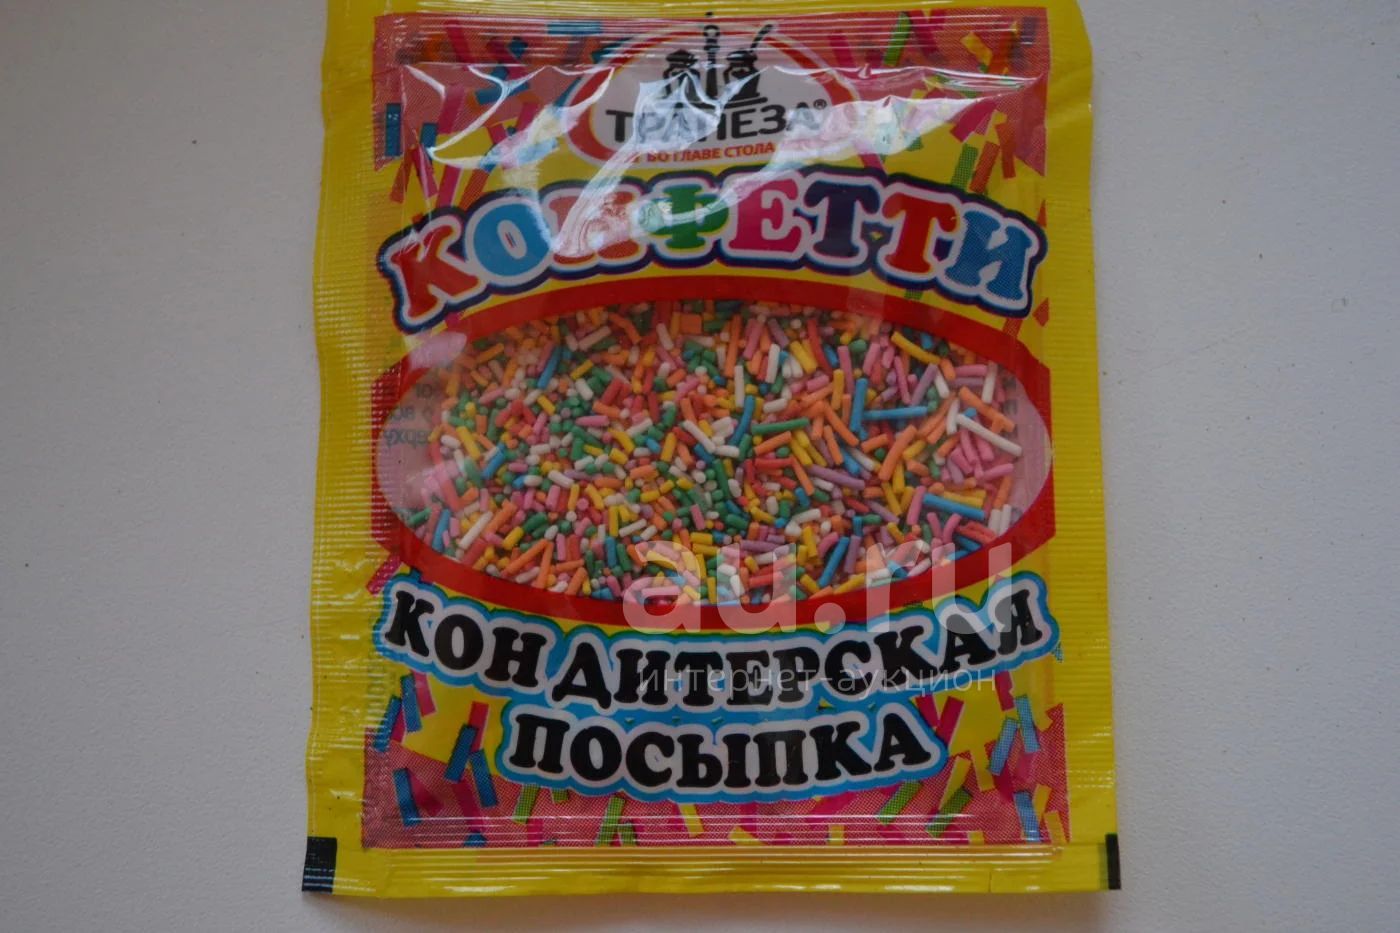 ТРАПЕЗА®
ВО ГЛАВЕ СТОЛА
КОНФЕТТИ
КОНДИТЕРСКАЯ
ПОСЫПКА
au.ru
интернет-аукцион